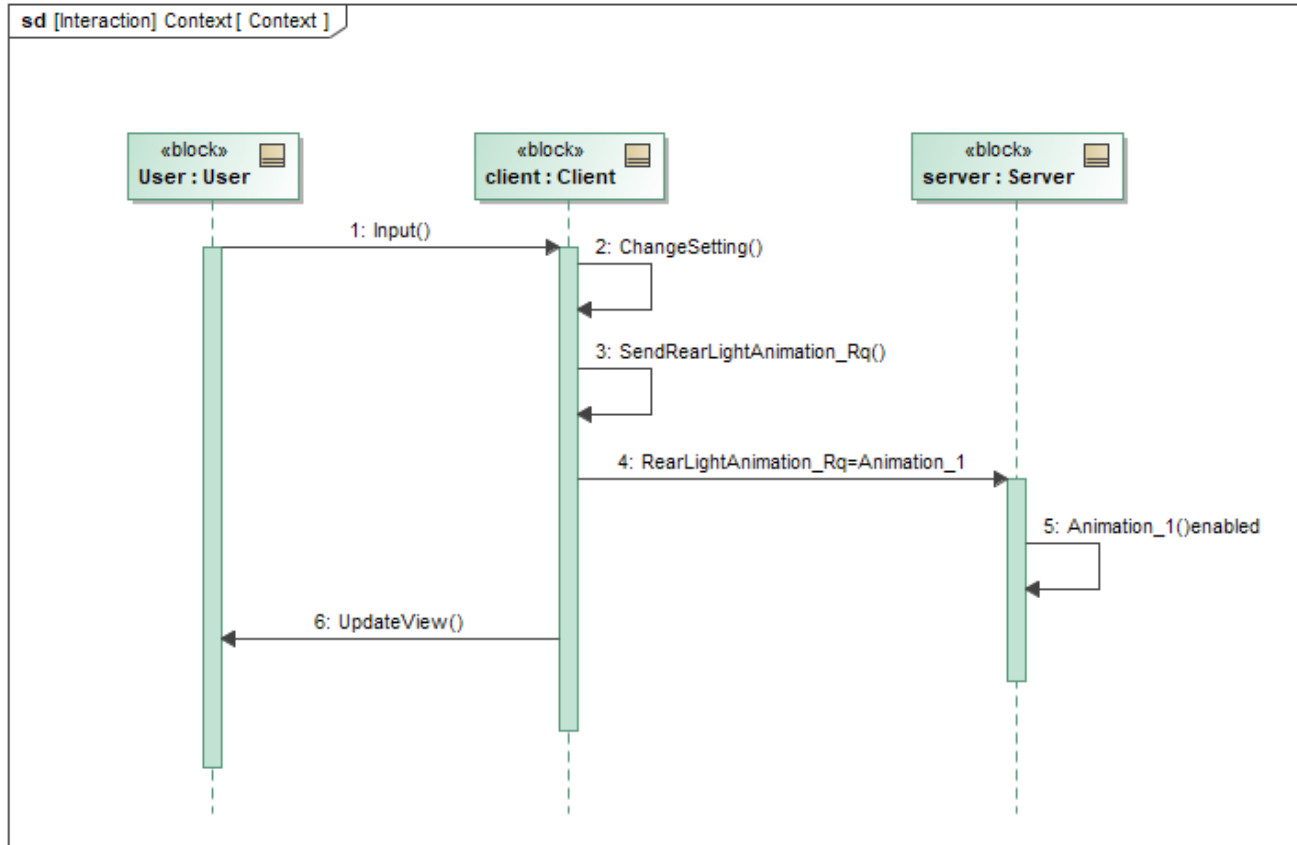 sd [Interaction] Context[ Context ]
«block»
User : User
«block»
client : Client
«block»
server : Server
1: Input()
2: ChangeSetting()
3: SendRearLightAnimation_Rq()
4: RearLightAnimation_Rq=Animation_1
5: Animation_1()enabled
6: UpdateView()